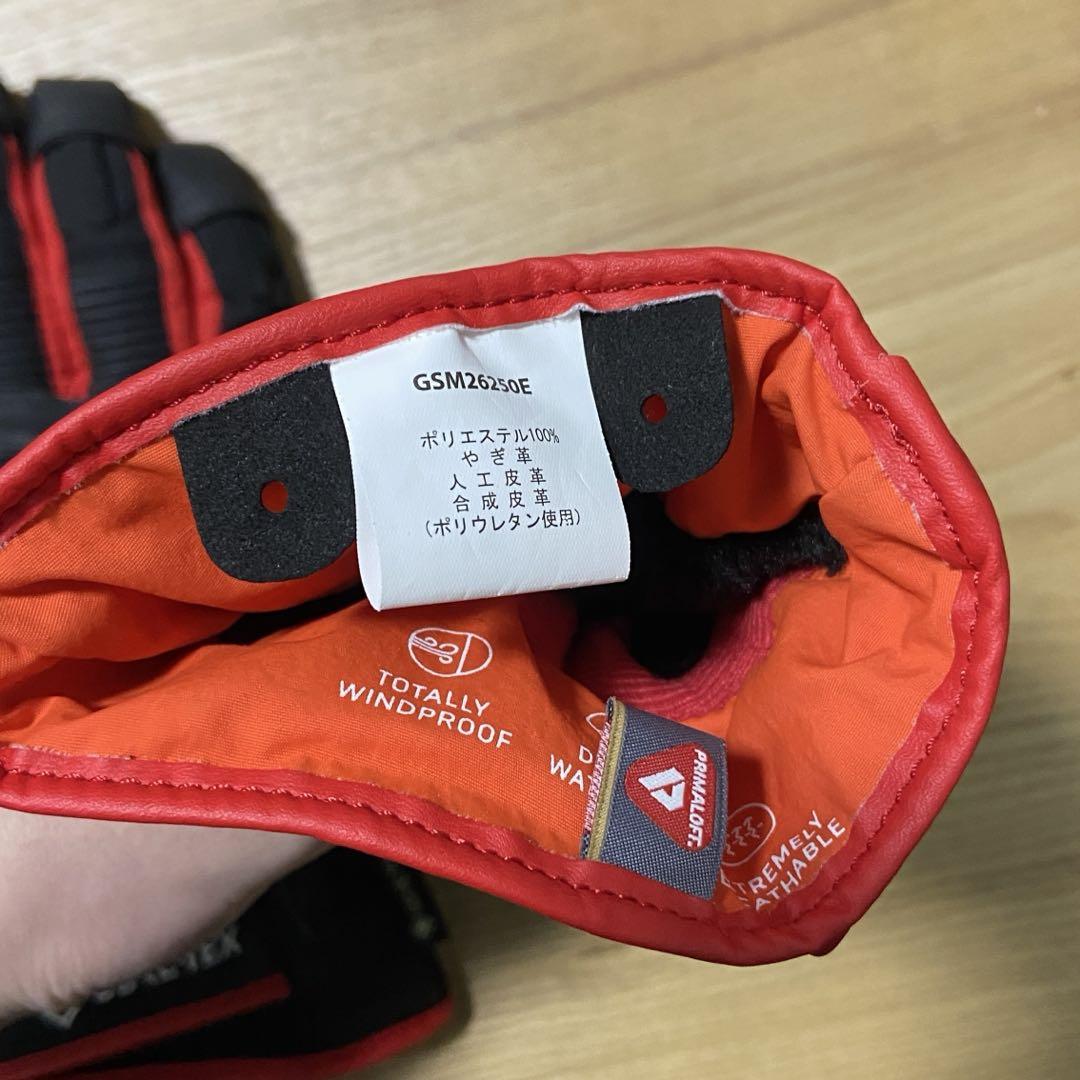 GSM26250E
ポリエステル100%
やぎ革
人工皮革
合成皮革
(ポリウレタン使用)
TOTALLY
WINDPROOF
PRIMALOFT.